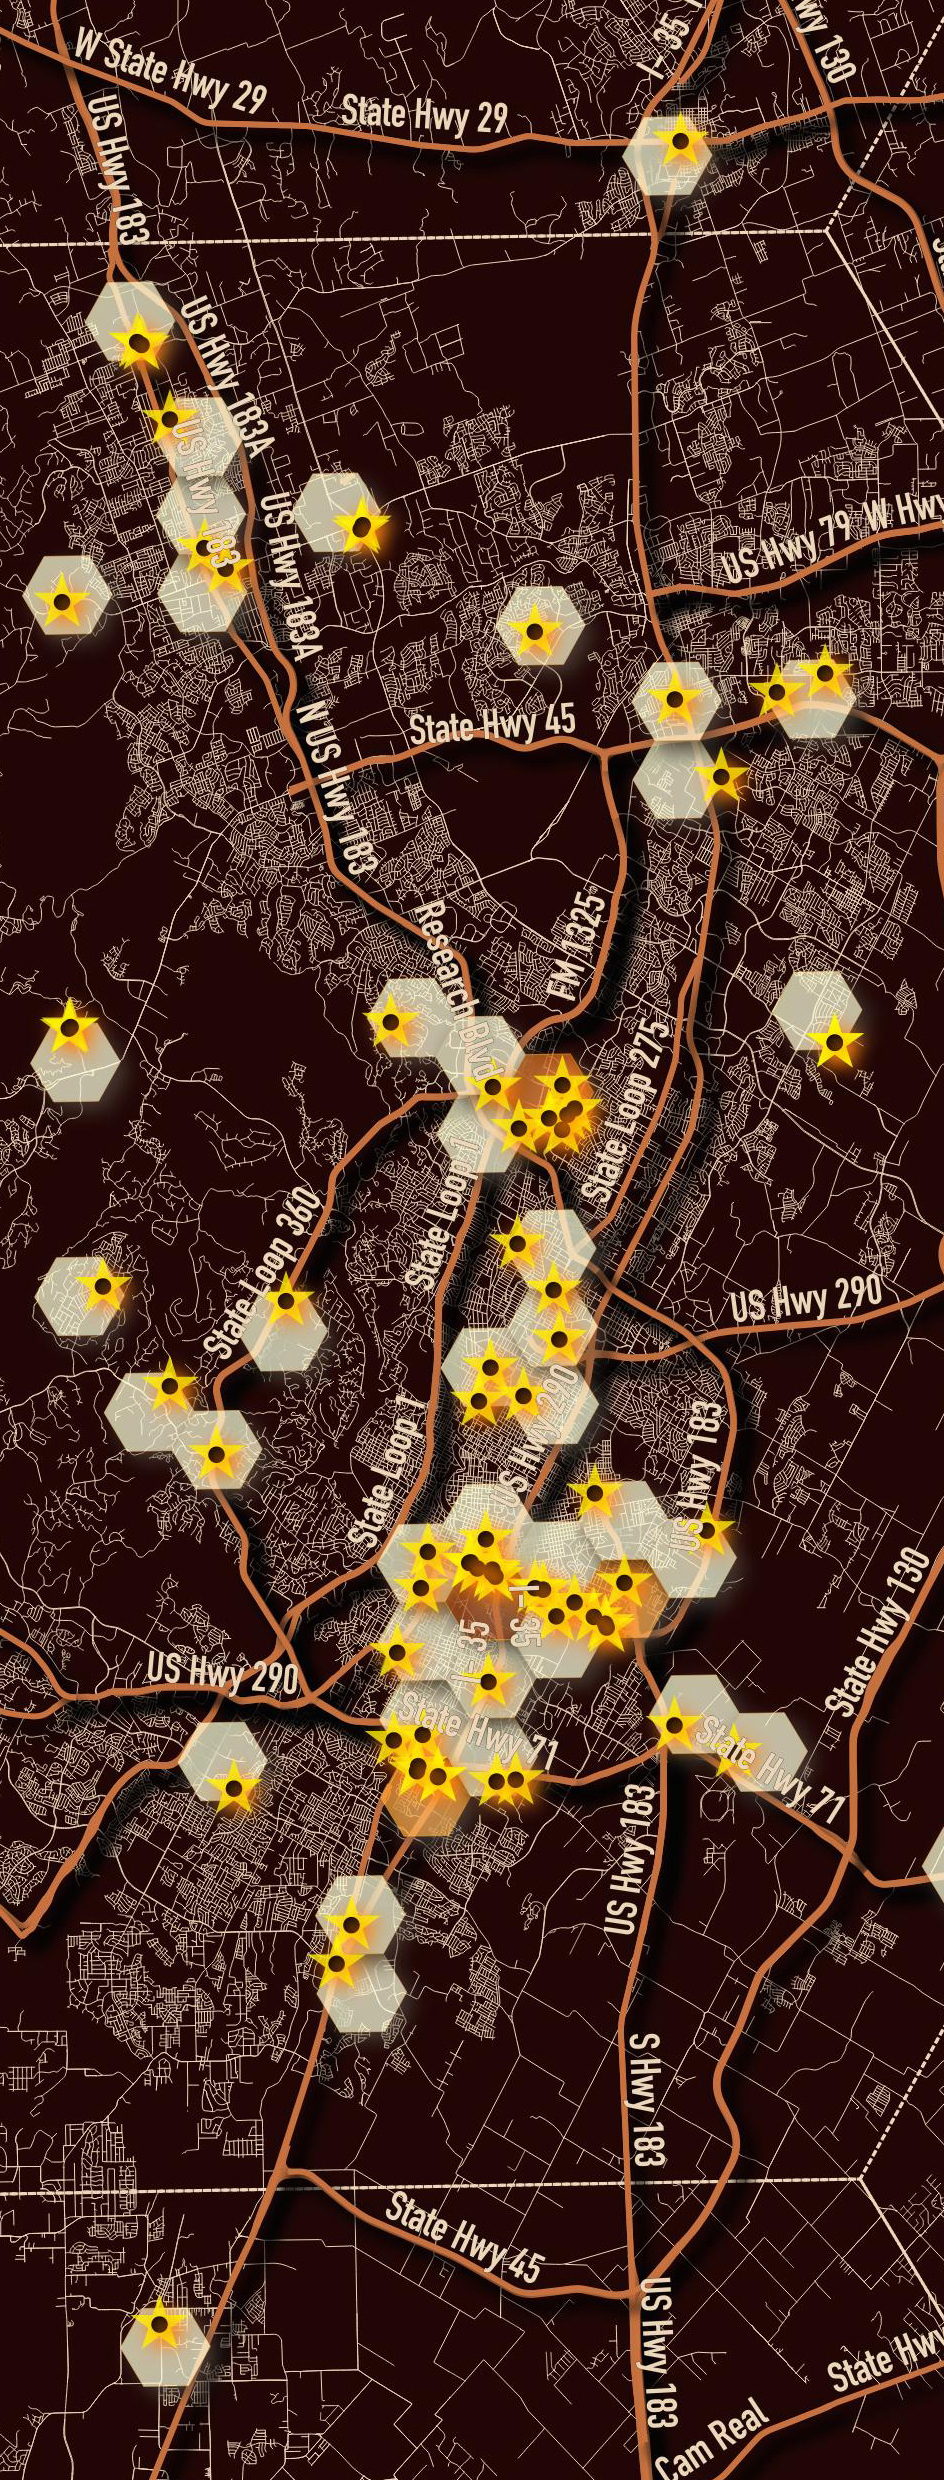 I-35
Hwy 130
W State Hwy 29
State Hwy 29
US Hwy 183
US Hwy 183A
US Hwy 183
US Hwy 183A
US Hwy 79
W Hwy
N US Hwy 183
State Hwy 45
Research Blvd
FM 1325
State Loop 275
State Loop 1
State Loop 360
US Hwy 290
US Hwy 290
State Loop 1
US Hwy 183
I-35
I-35
State Hwy 130
US Hwy 290
State Hwy 71
State Hwy 71
US Hwy 183
S Hwy 183
State Hwy 45
US Hwy 183
State Hwy
Cam Real